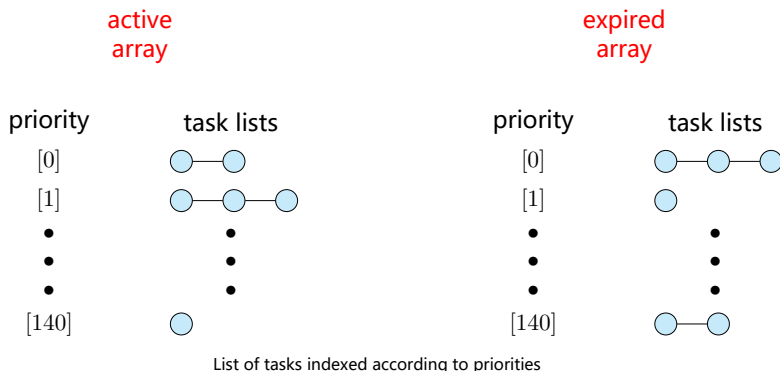 active
array
expired
array
priority task lists
priority task lists
[0]
[0]
[1]
[1]
[140]
[140]
List of tasks indexed according to priorities